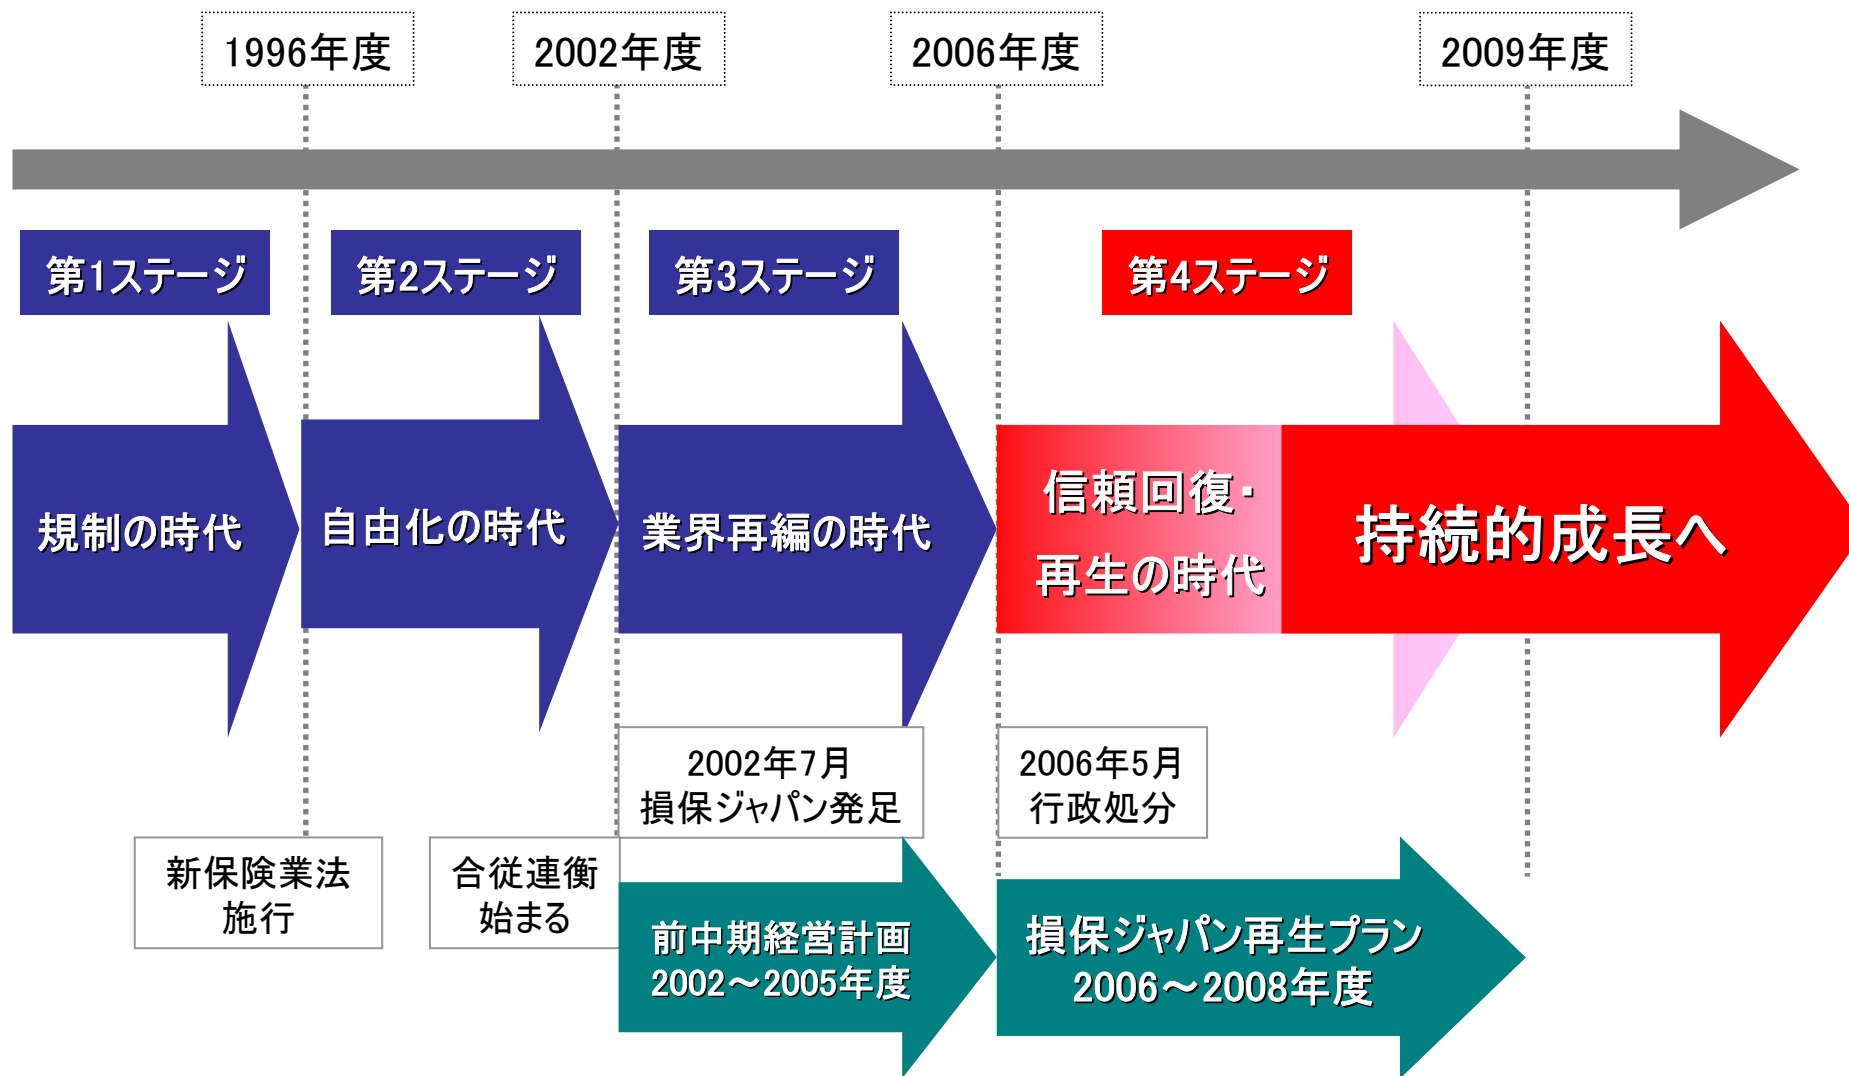 1996年度
2002年度
2006年度
2009年度
第1ステージ
第2ステージ
第3ステージ
第4ステージ
規制の時代
自由化の時代
業界再編の時代
信頼回復・
再生の時代
持続的成長へ
2002年7月
損保ジャパン発足
2006年5月
行政処分
新保険業法
施行
合従連衡
始まる
前中期経営計画
2002～2005年度
損保ジャパン再生プラン
2006～2008年度